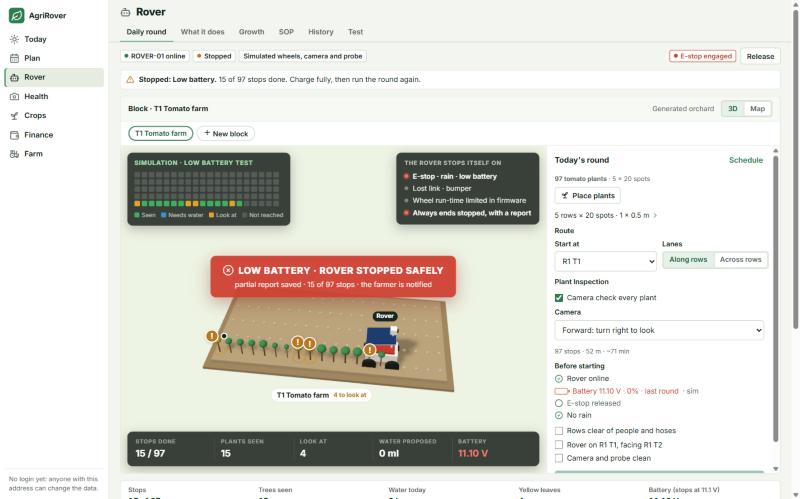 AgriRover
Today
Plan
Rover
Health
Crops
Finance
Farm
No login yet: anyone with this
address can change the data.
Rover
Daily round What it does Growth SOP History Test
ROVER-01 online Stopped Simulated wheels, camera and probe E-stop engaged Release
Stopped: Low battery. 15 of 97 stops done. Charge fully, then run the round again.
Block · T1 Tomato farm Generated orchard 3D Map
T1 Tomato farm + New block
SIMULATION · LOW BATTERY TEST
Seen Needs water Look at Not reached
THE ROVER STOPS ITSELF ON
E-stop · rain · low battery
Lost link · bumper
Wheel run-time limited in firmware
Always ends stopped, with a report
LOW BATTERY · ROVER STOPPED SAFELY
partial report saved · 15 of 97 stops · the farmer is notified
Rover
T1 Tomato farm 4 to look at
STOPS DONE PLANTS SEEN LOOK AT WATER PROPOSED BATTERY
15 / 97 15 4 0 ml 11.10 V
Today's round Schedule
97 tomato plants · 5 × 20 spots
Place plants
5 rows × 20 spots · 1 × 0.5 m >
Route
Start at Lanes
R1 T1 Along rows Across rows
Plant Inspection
Camera check every plant
Camera
Forward: turn right to look
97 stops · 52 m · ~71 min
Before starting
Rover online
Battery 11.10 V · 0% · last round · sim
E-stop released
No rain
Rows clear of people and hoses
Rover on R1 T1, facing R1 T2
Camera and probe clean
Stops Trees seen Water today Yellow leaves Battery (stops at 11.1 V)